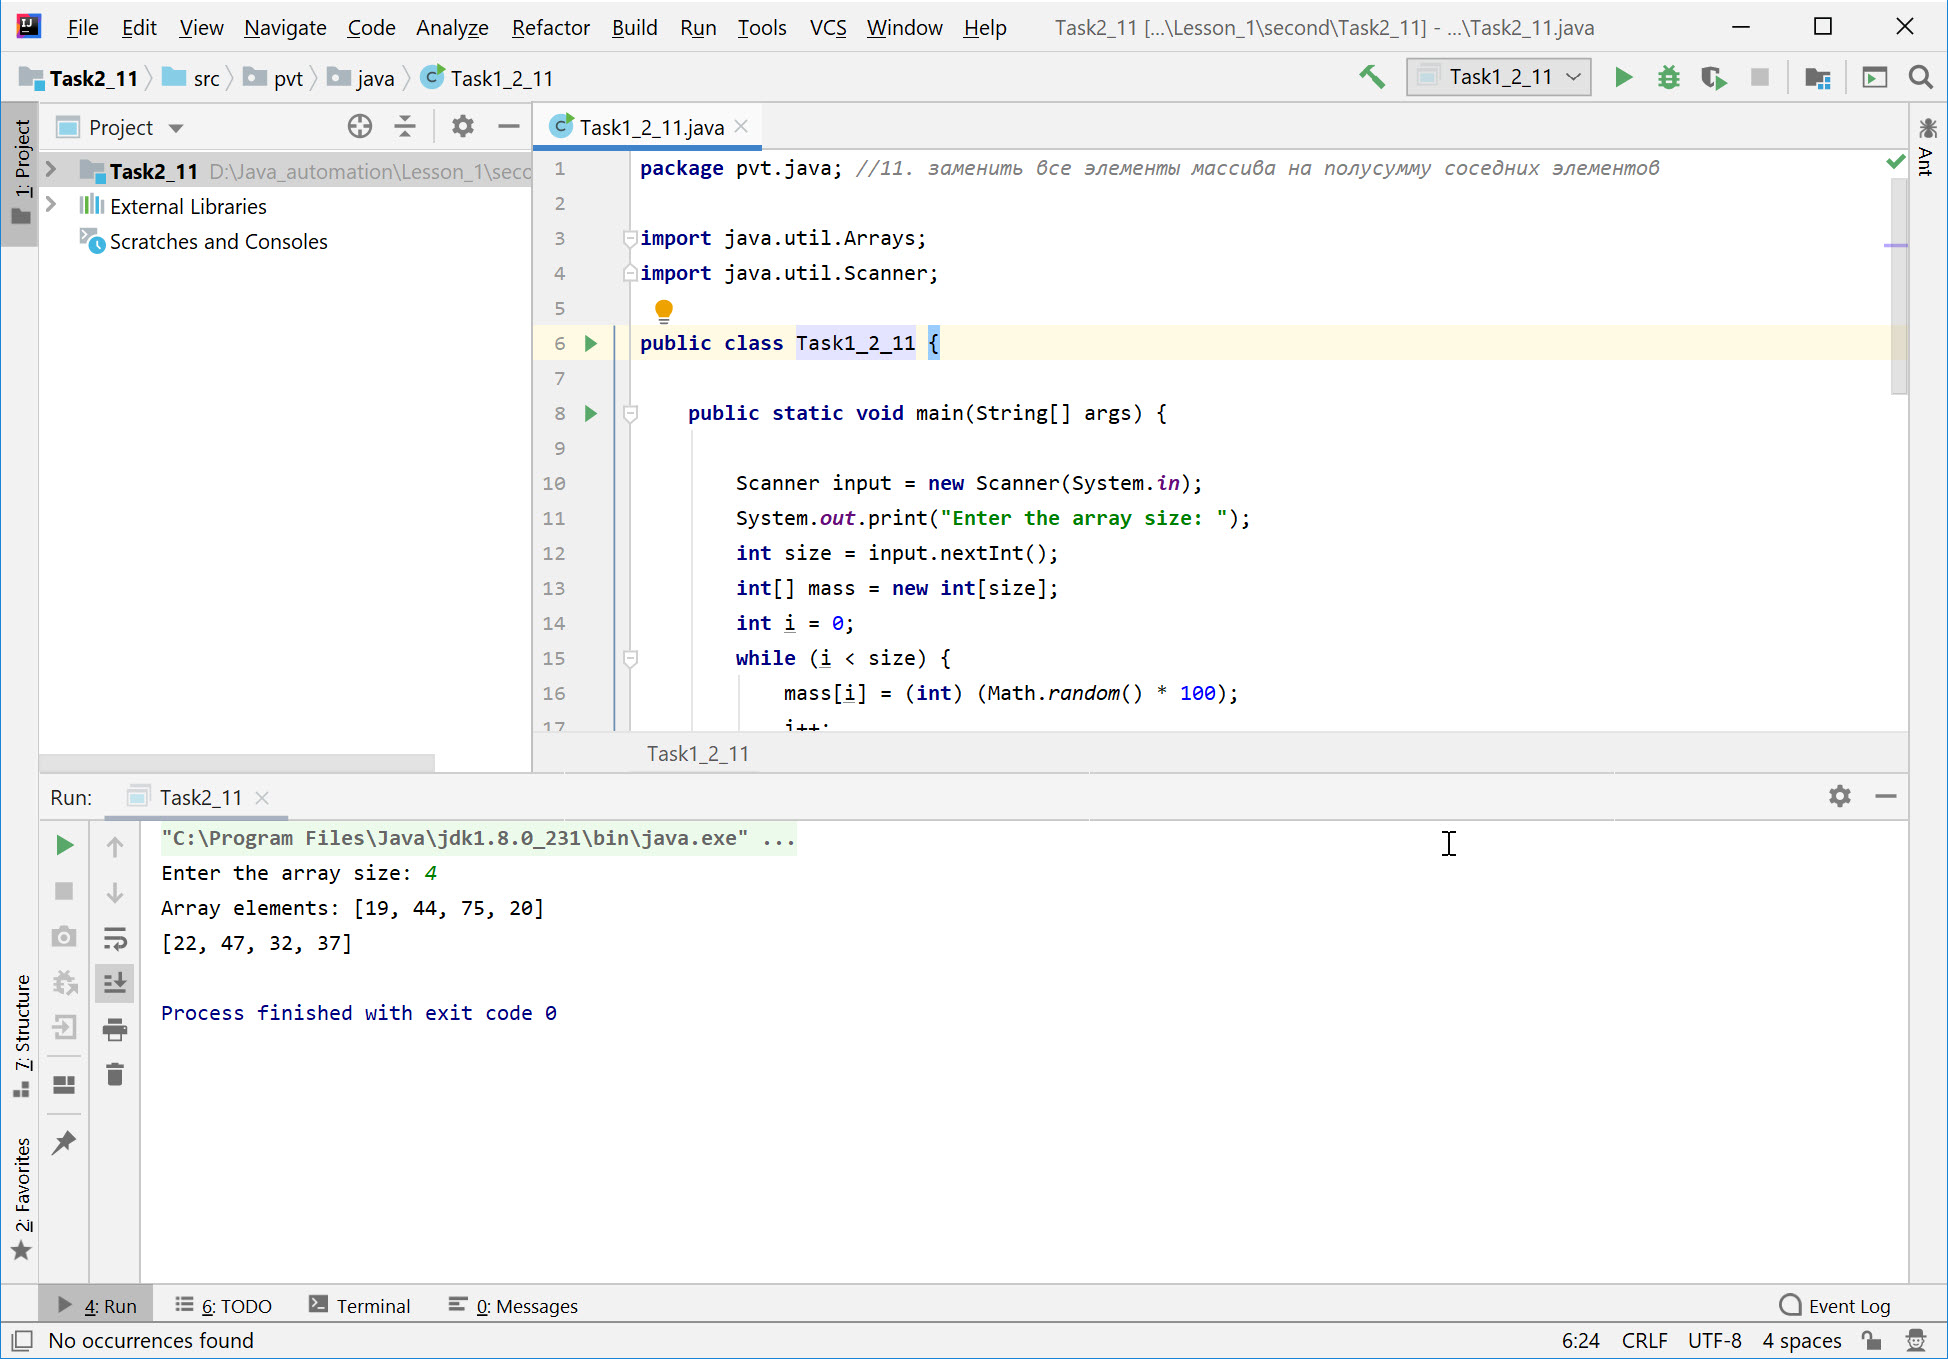 File Edit View Navigate Code Analyze Refactor Build Run Tools VCS Window Help Task2_11 [...\Lesson_1\second\Task2_11] - ...\Task2_11.java
Task2_11 src pvt java Task1_2_11 Task1_2_11
1: Project
Project
Task1_2_11.java
Ant
Task2_11 D:\Java_automation\Lesson_1\seco
External Libraries
Scratches and Consoles
1 package pvt.java; //11. заменить все элементы массива на полусумму соседних элементов
2
3 import java.util.Arrays;
4 import java.util.Scanner;
5
6 public class Task1_2_11 {
7
8 public static void main(String[] args) {
9
10 Scanner input = new Scanner(System.in);
11 System.out.print("Enter the array size: ");
12 int size = input.nextInt();
13 int[] mass = new int[size];
14 int i = 0;
15 while (i < size) {
16 mass[i] = (int) (Math.random() * 100);
17 i++;
Task1_2_11
Run: Task2_11
"C:\Program Files\Java\jdk1.8.0_231\bin\java.exe" ...
Enter the array size: 4
Array elements: [19, 44, 75, 20]
[22, 47, 32, 37]
Process finished with exit code 0
7: Structure
2: Favorites
4: Run 6: TODO Terminal 0: Messages Event Log
No occurrences found 6:24 CRLF UTF-8 4 spaces